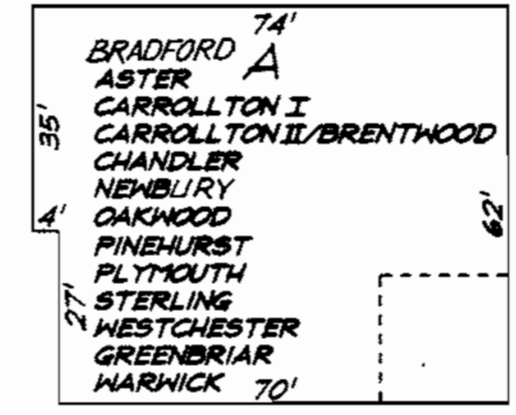 74'
BRADFORD A
ASTER
CARROLLTON I
CARROLLTON II/BRENTWOOD
35'
CHANDLER
NEWBURY
4' OAKWOOD
62'
PINEHURST
PLYMOUTH
27' STERLING
WESTCHESTER
GREENBRIAR
WARWICK 70'